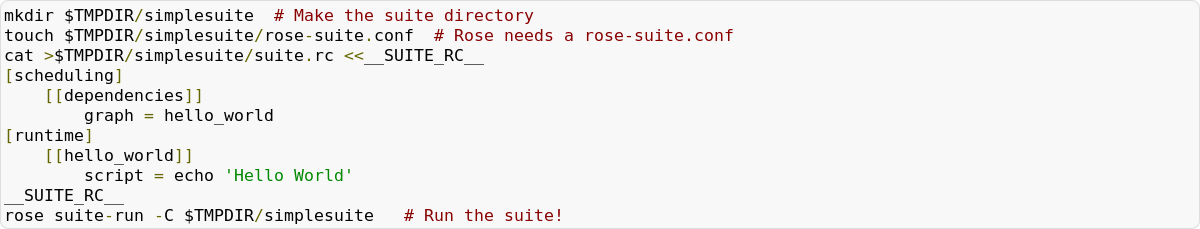 mkdir $TMPDIR/simplesuite  # Make the suite directory
touch $TMPDIR/simplesuite/rose-suite.conf  # Rose needs a rose-suite.conf
cat >$TMPDIR/simplesuite/suite.rc <<__SUITE_RC__
[scheduling]
    [[dependencies]]
        graph = hello_world
[runtime]
    [[hello_world]]
        script = echo 'Hello World'
__SUITE_RC__
rose suite-run -C $TMPDIR/simplesuite   # Run the suite!